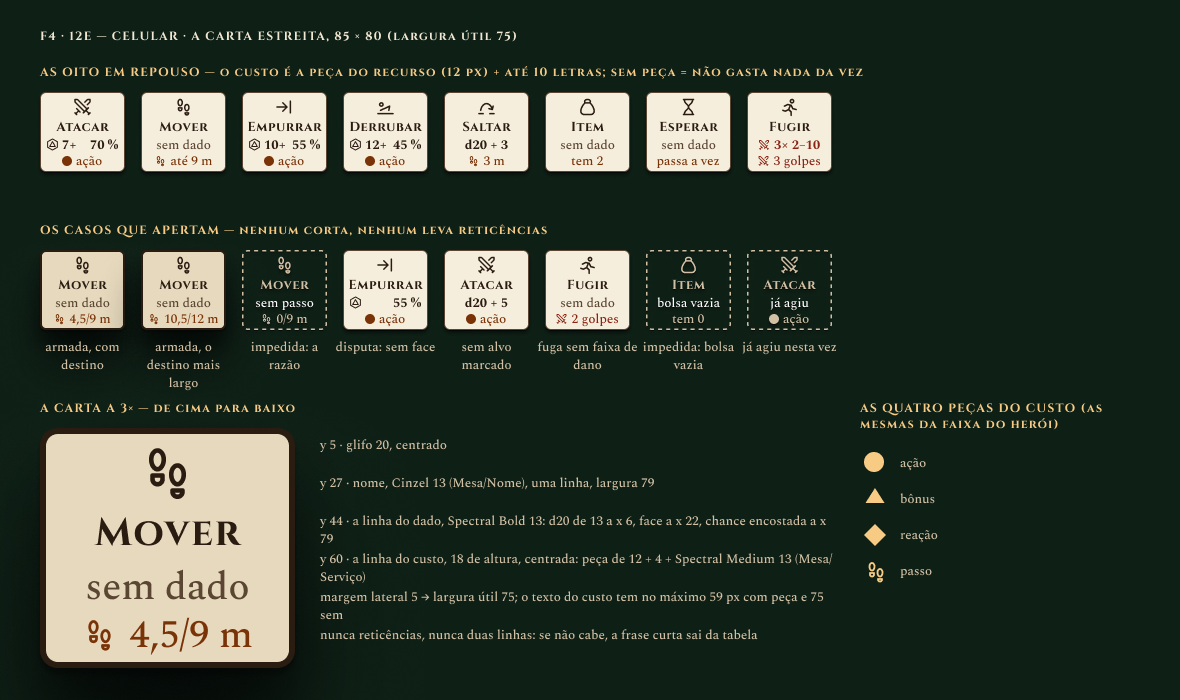 F4 · 12E — CELULAR · A CARTA ESTREITA, 85 × 80 (LARGURA ÚTIL 75)
AS OITO EM REPOUSO — O CUSTO É A PEÇA DO RECURSO (12 PX) + ATÉ 10 LETRAS; SEM PEÇA = NÃO GASTA NADA DA VEZ
ATACAR
7+ 70 %
ação
MOVER
sem dado
até 9 m
EMPURRAR
10+ 55 %
ação
DERRUBAR
12+ 45 %
ação
SALTAR
d20 + 3
3 m
ITEM
sem dado
tem 2
ESPERAR
sem dado
passa a vez
FUGIR
3× 2–10
3 golpes
OS CASOS QUE APERTAM — NENHUM CORTA, NENHUM LEVA RETICÊNCIAS
MOVER
sem dado
4,5/9 m
armada, com
destino
MOVER
sem dado
10,5/12 m
armada, o
destino mais
largo
MOVER
sem passo
0/9 m
impedida: a
razão
EMPURRAR
55 %
ação
disputa: sem face
ATACAR
d20 + 5
ação
sem alvo
marcado
FUGIR
sem dado
2 golpes
fuga sem faixa de
dano
ITEM
bolsa vazia
tem 0
impedida: bolsa
vazia
ATACAR
já agiu
ação
já agiu nesta vez
A CARTA A 3× — DE CIMA PARA BAIXO
MOVER
sem dado
4,5/9 m
y 5 · glifo 20, centrado
y 27 · nome, Cinzel 13 (Mesa/Nome), uma linha, largura 79
y 44 · a linha do dado, Spectral Bold 13: d20 de 13 a x 6, face a x 22, chance encostada a x
79
y 60 · a linha do custo, 18 de altura, centrada: peça de 12 + 4 + Spectral Medium 13 (Mesa/
Serviço)
margem lateral 5 → largura útil 75; o texto do custo tem no máximo 59 px com peça e 75
sem
nunca reticências, nunca duas linhas: se não cabe, a frase curta sai da tabela
AS QUATRO PEÇAS DO CUSTO (AS
MESMAS DA FAIXA DO HERÓI)
ação
bônus
reação
passo